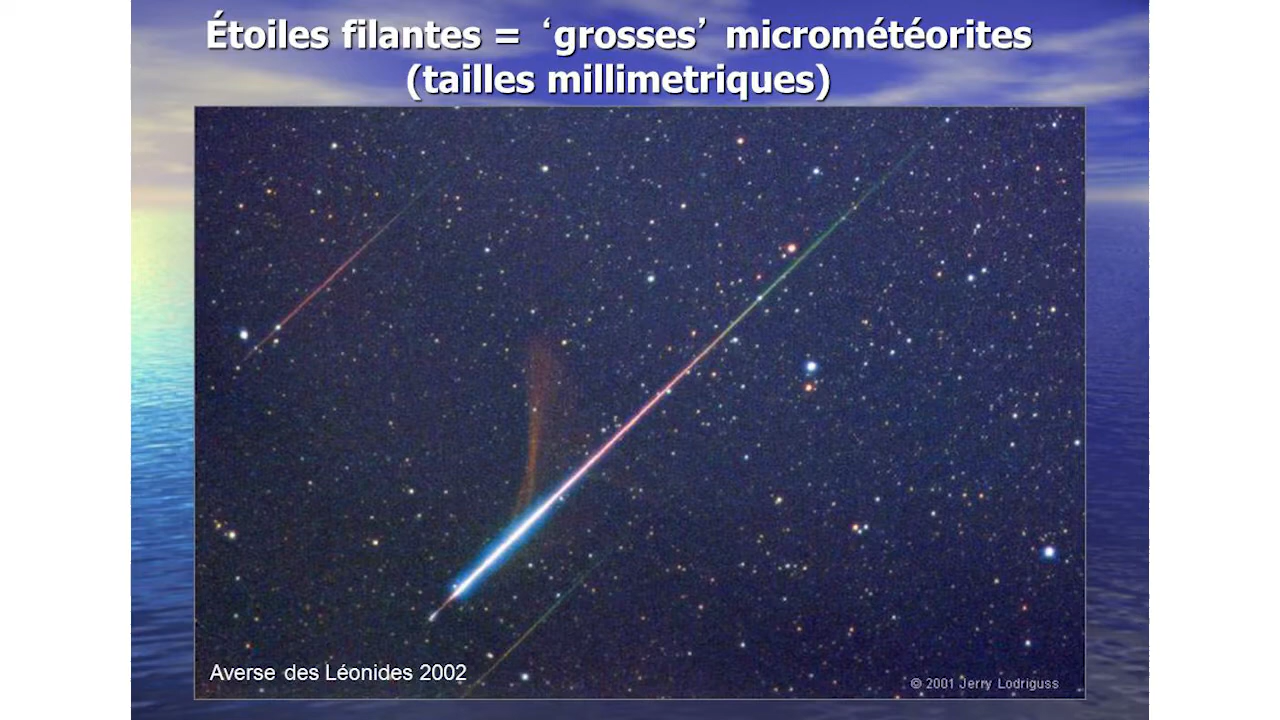 Étoiles filantes = ‘grosses’ micrométéorites
(tailles millimetriques)
Averse des Léonides 2002
© 2001 Jerry Lodriguss